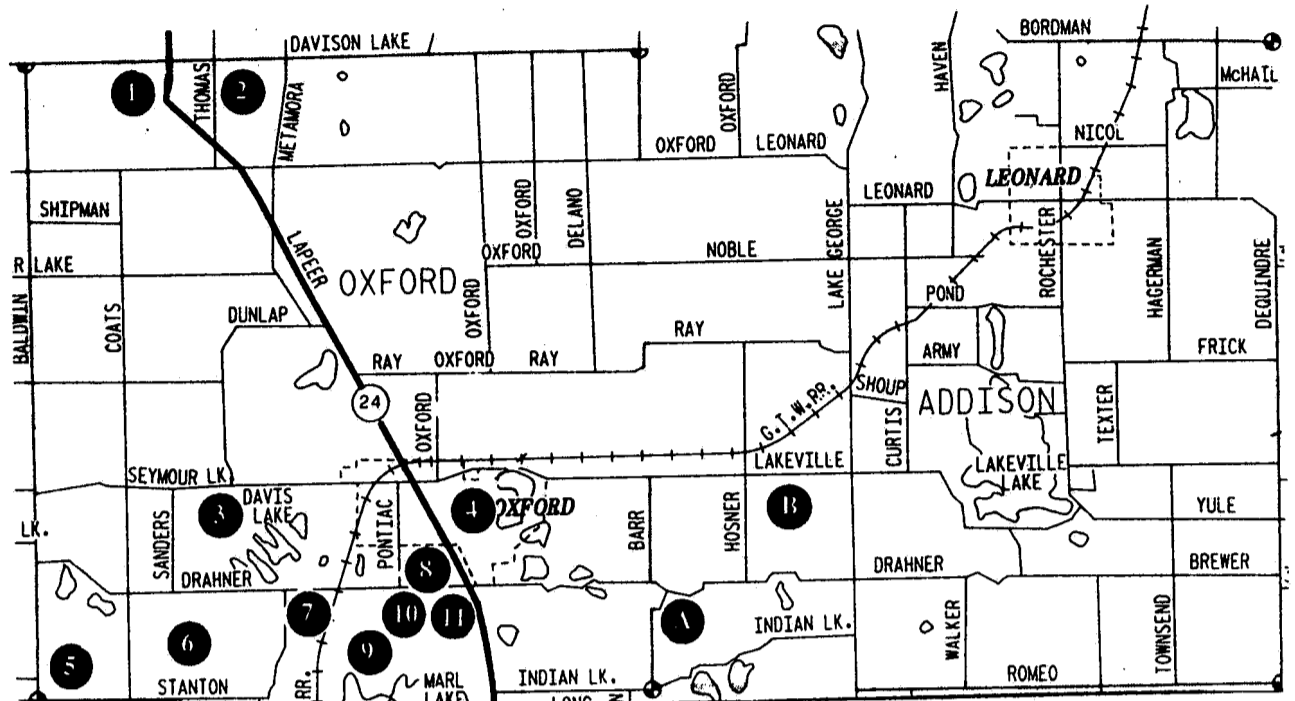 BORDMAN
DAVISON LAKE
McHAIL
1
2
THOMAS
METAMORA
OXFORD
HAVEN
NICOL
OXFORD LEONARD
LEONARD
LEONARD
SHIPMAN
OXFORD
DELANO
LAKE GEORGE
ROCHESTER
HAGERMAN
DEQUINDRE
R LAKE
LAPEER
OXFORD
OXFORD
NOBLE
BALDWIN
COATS
DUNLAP
OXFORD
POND
RAY
RAY OXFORD RAY
ARMY
FRICK
24
OXFORD
G.T.W.RR.
SHOUP
CURTIS
ADDISON
TEXTER
SEYMOUR LK.
LAKEVILLE
LAKEVILLE
LAKE
LK.
SANDERS
3
DAVIS
LAKE
PONTIAC
4
OXFORD
BARR
HOSNER
B
YULE
DRAHNER
8
DRAHNER
BREWER
5
6
7
10
11
9
A
INDIAN LK.
WALKER
TOWNSEND
STANTON
RR.
MARL
LAKE
INDIAN LK.
ROMEO